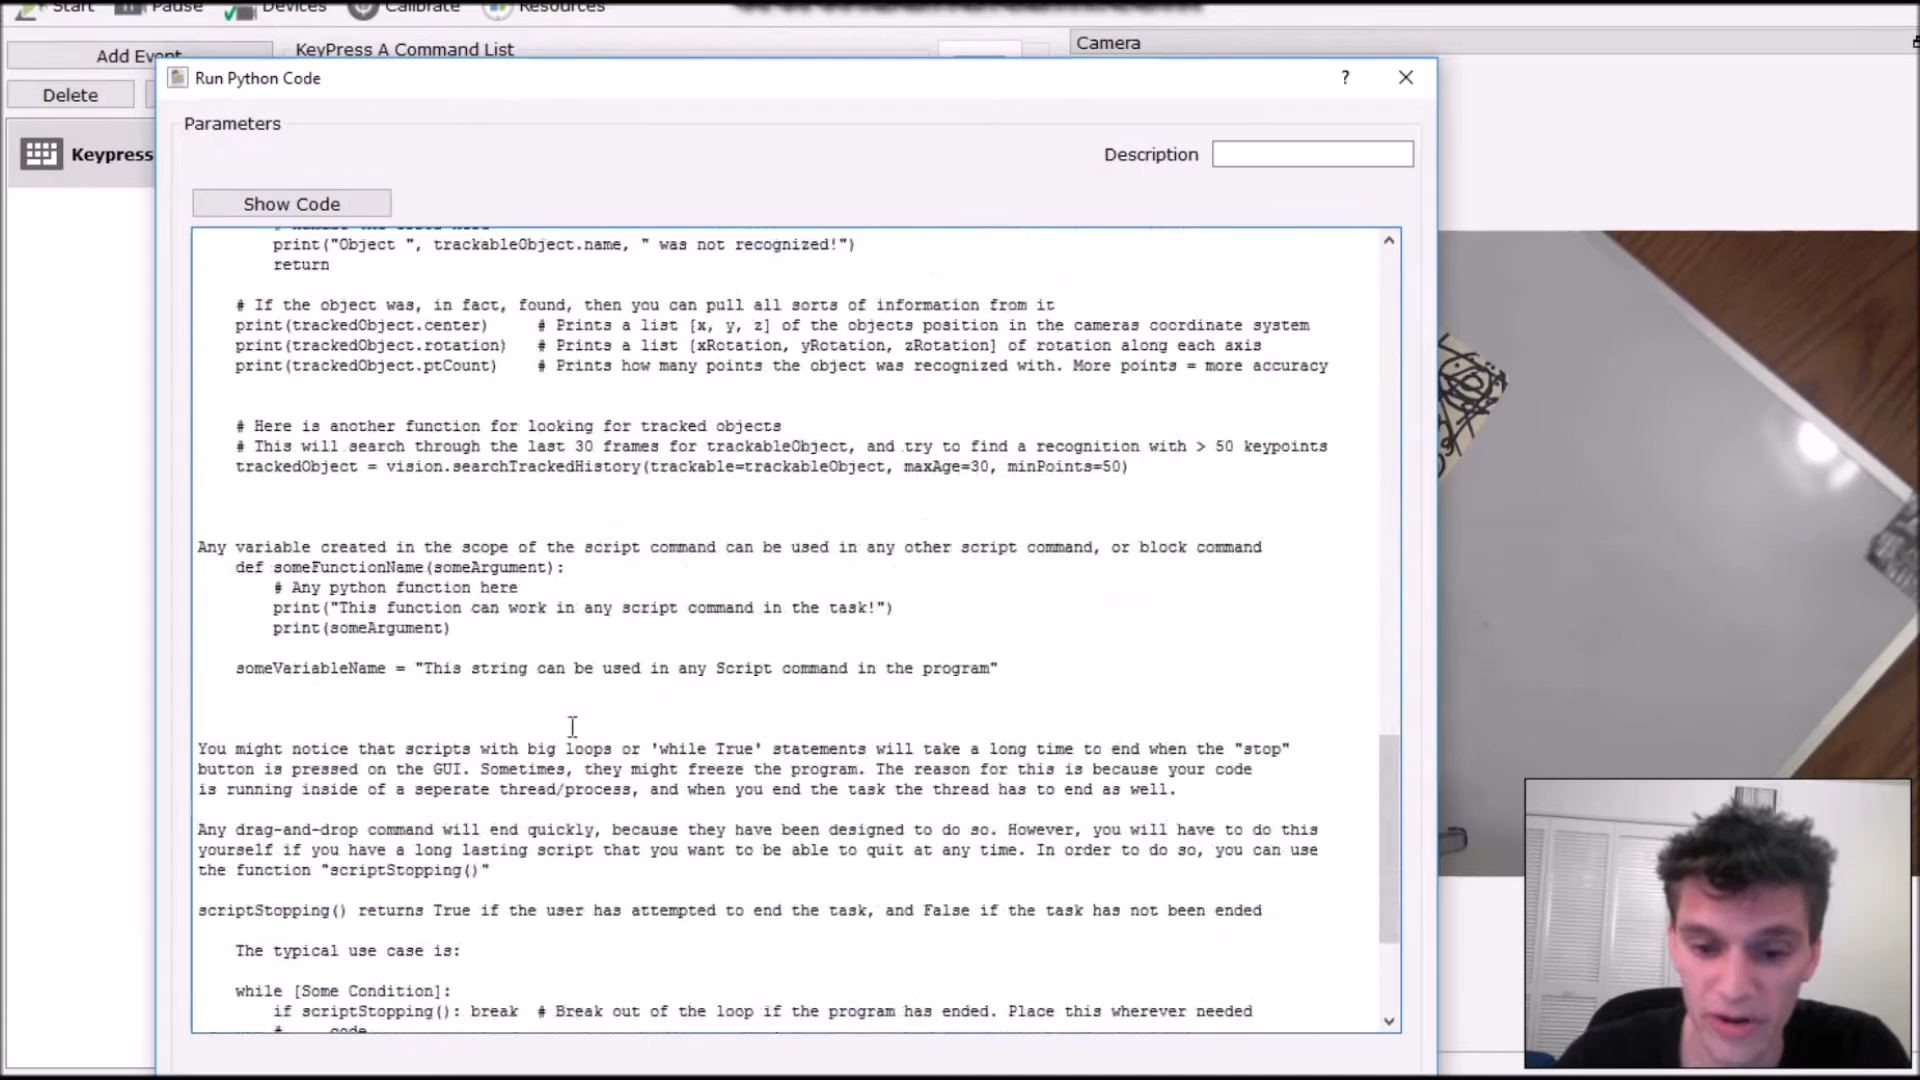 Start
Pause
Devices
Calibrate
Resources
Add Event
KeyPress A Command List
Camera
Run Python Code
?
Delete
Parameters
Keypress
Description
Show Code
print("Object ", trackableObject.name, " was not recognized!")
return
# If the object was, in fact, found, then you can pull all sorts of information from it
print(trackedObject.center) # Prints a list [x, y, z] of the objects position in the cameras coordinate system
print(trackedObject.rotation) # Prints a list [xRotation, yRotation, zRotation] of rotation along each axis
print(trackedObject.ptCount) # Prints how many points the object was recognized with. More points = more accuracy
# Here is another function for looking for tracked objects
# This will search through the last 30 frames for trackableObject, and try to find a recognition with > 50 keypoints
trackedObject = vision.searchTrackedHistory(trackable=trackableObject, maxAge=30, minPoints=50)
Any variable created in the scope of the script command can be used in any other script command, or block command
def someFunctionName(someArgument):
# Any python function here
print("This function can work in any script command in the task!")
print(someArgument)
someVariableName = "This string can be used in any Script command in the program"
You might notice that scripts with big loops or 'while True' statements will take a long time to end when the "stop"
button is pressed on the GUI. Sometimes, they might freeze the program. The reason for this is because your code
is running inside of a seperate thread/process, and when you end the task the thread has to end as well.
Any drag-and-drop command will end quickly, because they have been designed to do so. However, you will have to do this
yourself if you have a long lasting script that you want to be able to quit at any time. In order to do so, you can use
the function "scriptStopping()"
scriptStopping() returns True if the user has attempted to end the task, and False if the task has not been ended
The typical use case is:
while [Some Condition]:
if scriptStopping(): break # Break out of the loop if the program has ended. Place this wherever needed
# code